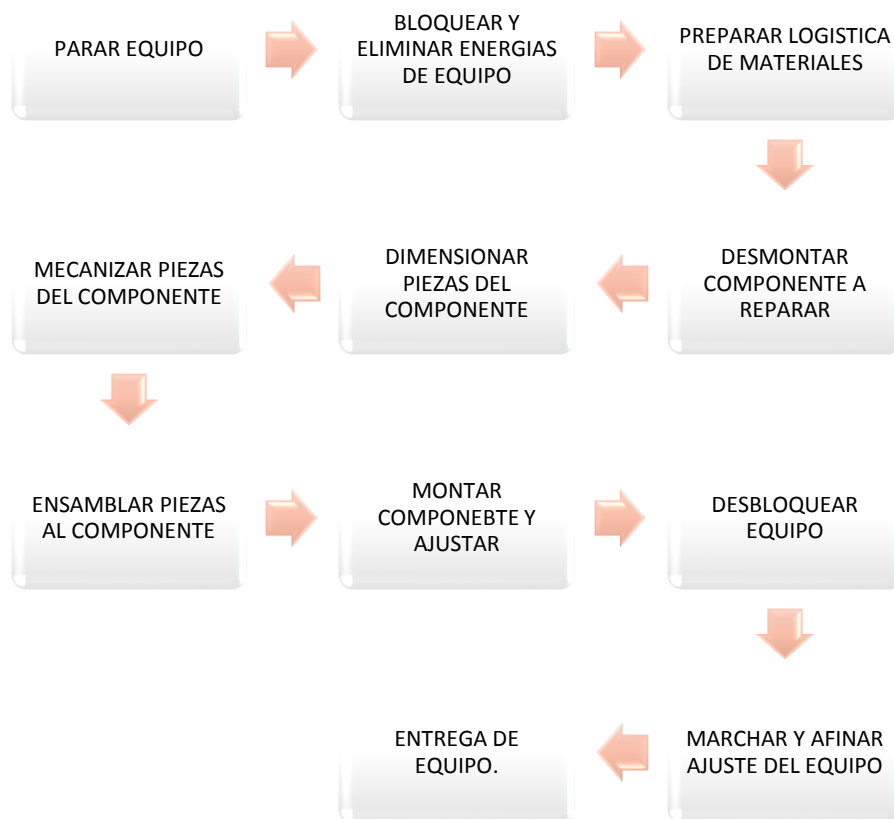 PARAR EQUIPO
BLOQUEAR Y
ELIMINAR ENERGIAS
DE EQUIPO
PREPARAR LOGISTICA
DE MATERIALES
DESMONTAR
COMPONENTE A
REPARAR
DIMENSIONAR
PIEZAS DEL
COMPONENTE
MECANIZAR PIEZAS
DEL COMPONENTE
ENSAMBLAR PIEZAS
AL COMPONENTE
MONTAR
COMPONEBTE Y
AJUSTAR
DESBLOQUEAR
EQUIPO
MARCHAR Y AFINAR
AJUSTE DEL EQUIPO
ENTREGA DE
EQUIPO.